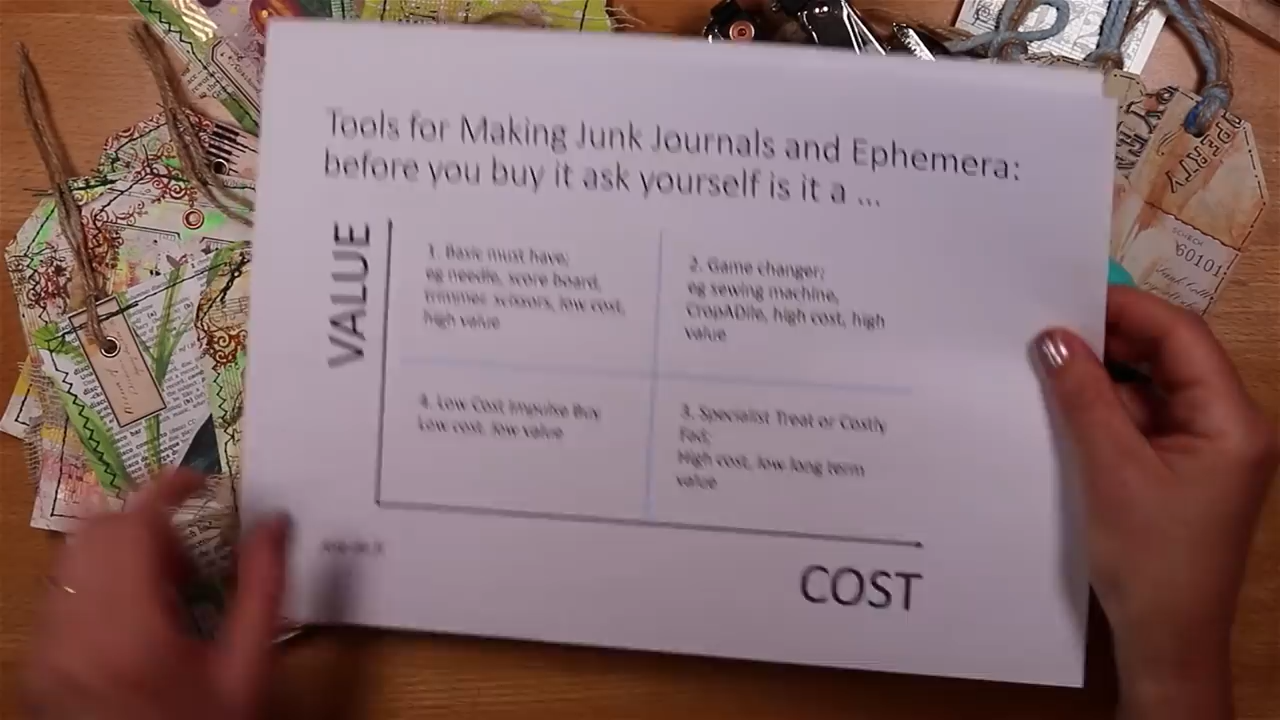 Tools for Making Junk Journals and Ephemera:
before you buy it ask yourself is it a ...
VALUE
1. Basic must have;
eg needle, score board,
trimmer, scissors, low cost,
high value
2. Game changer;
eg sewing machine,
CropADile, high cost, high
value
4. Low Cost Impulse Buy
Low cost, low value
3. Specialist Treat or Costly
Fad;
High cost, low long term
value
COST
60101